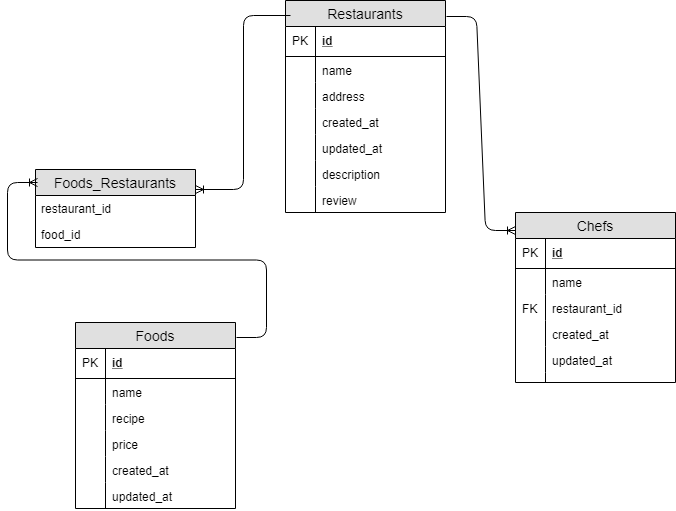 Restaurants
PK id
name
address
created_at
updated_at
description
review
Foods_Restaurants
restaurant_id
food_id
Chefs
PK id
name
FK restaurant_id
created_at
updated_at
Foods
PK id
name
recipe
price
created_at
updated_at